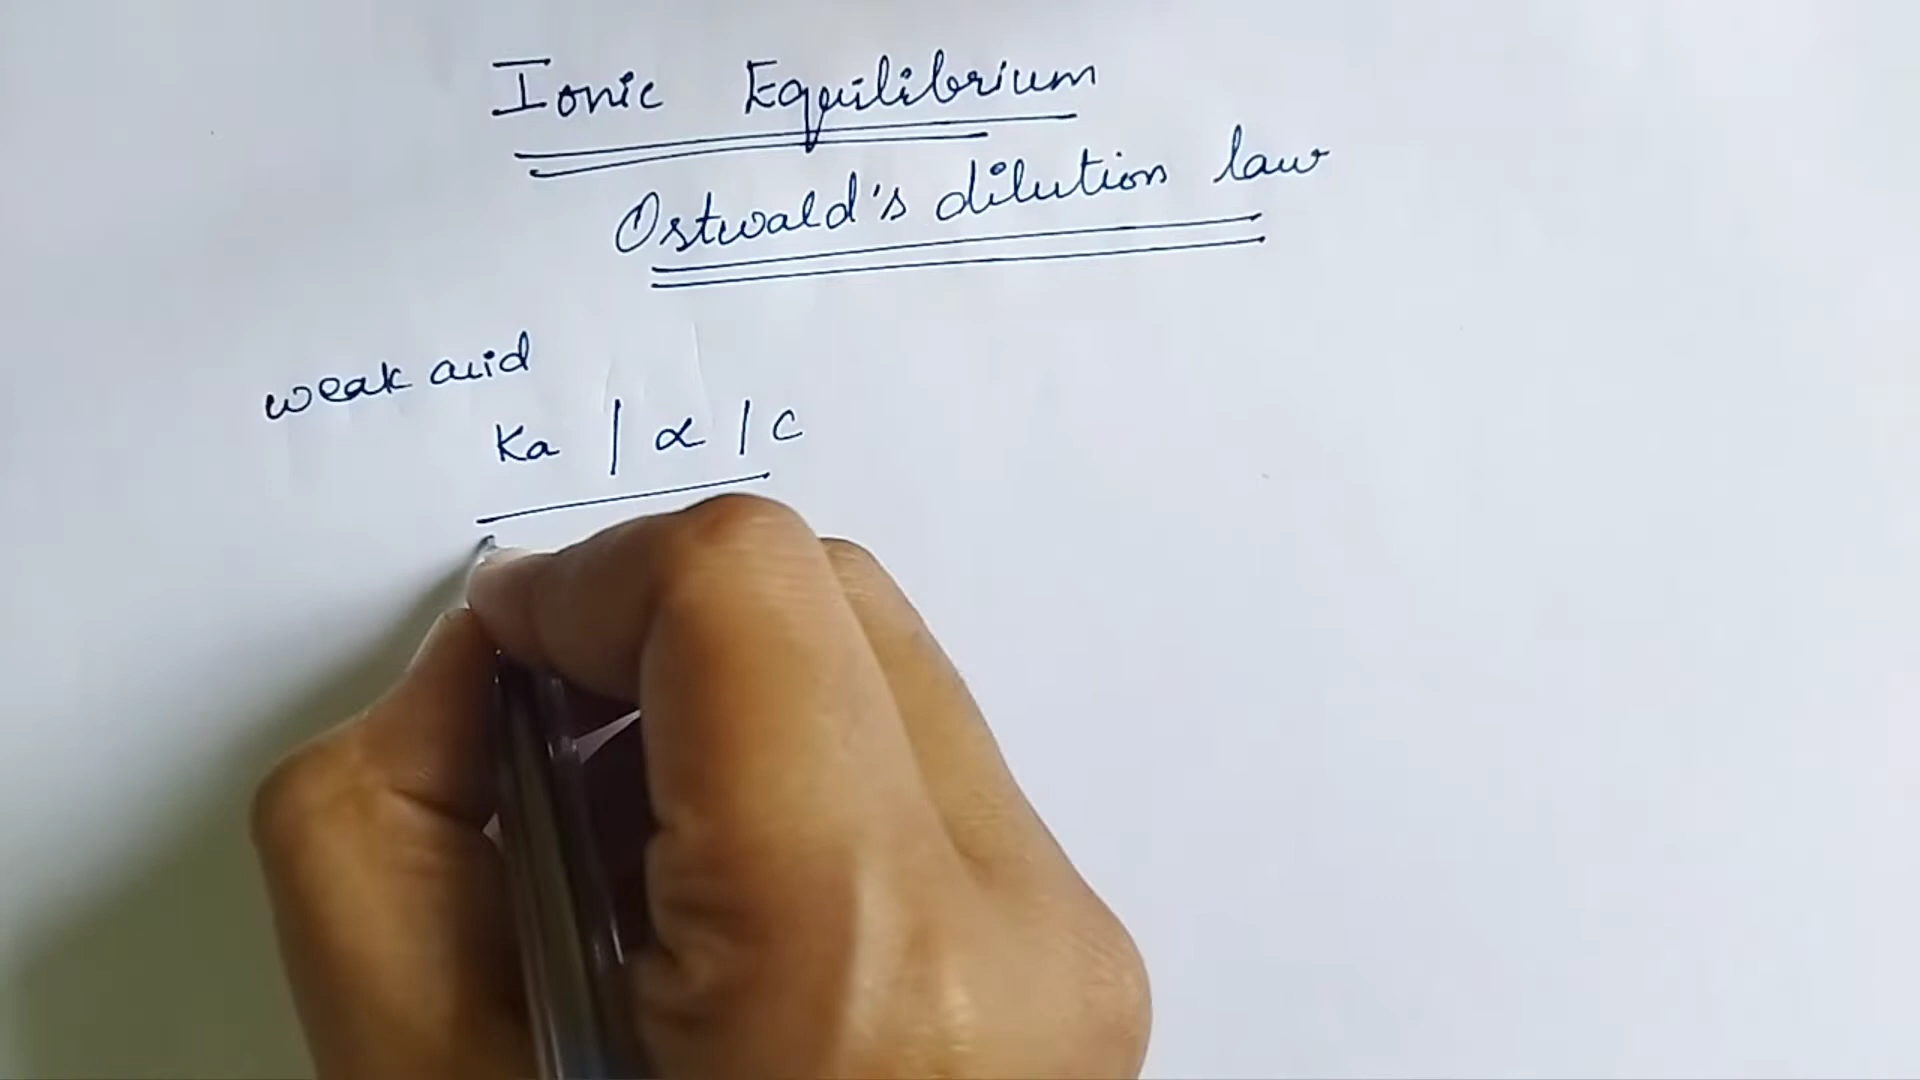 Ionic Equilibrium
Ostwald's dilution law
weak acid
Ka | α | C